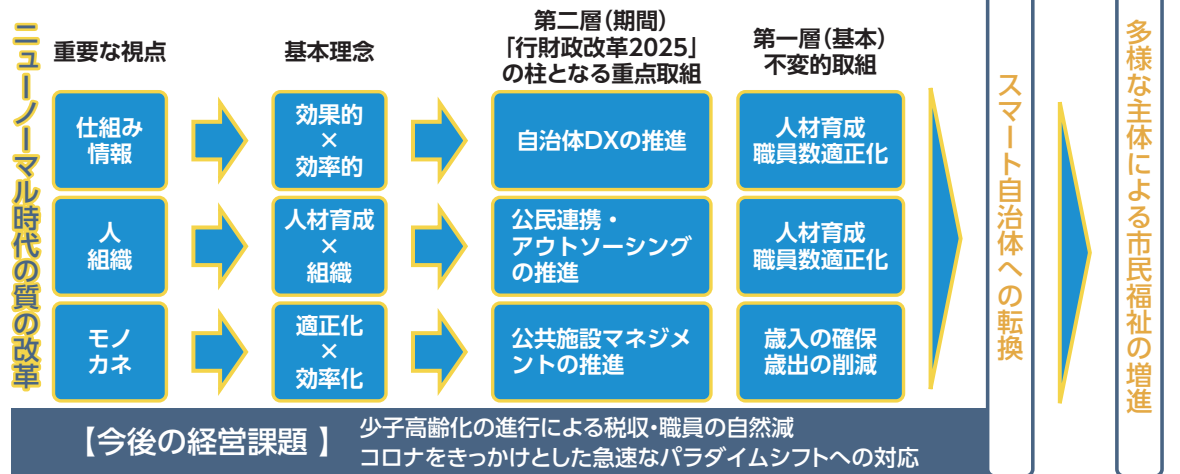 ニューノーマル時代の質の改革
重要な視点
基本理念
第二層（期間）
「行財政改革2025」
の柱となる重点取組
第一層（基本）
不変的取組
仕組み
情報
効果的
×
効率的
自治体DXの推進
人材育成
職員数適正化
人
組織
人材育成
×
組織
公民連携・
アウトソーシング
の推進
人材育成
職員数適正化
モノ
カネ
適正化
×
効率化
公共施設マネジメ
ントの推進
歳入の確保
歳出の削減
スマート自治体への転換
多様な主体による市民福祉の増進
【今後の経営課題 】
少子高齢化の進行による税収・職員の自然減
コロナをきっかけとした急速なパラダイムシフトへの対応